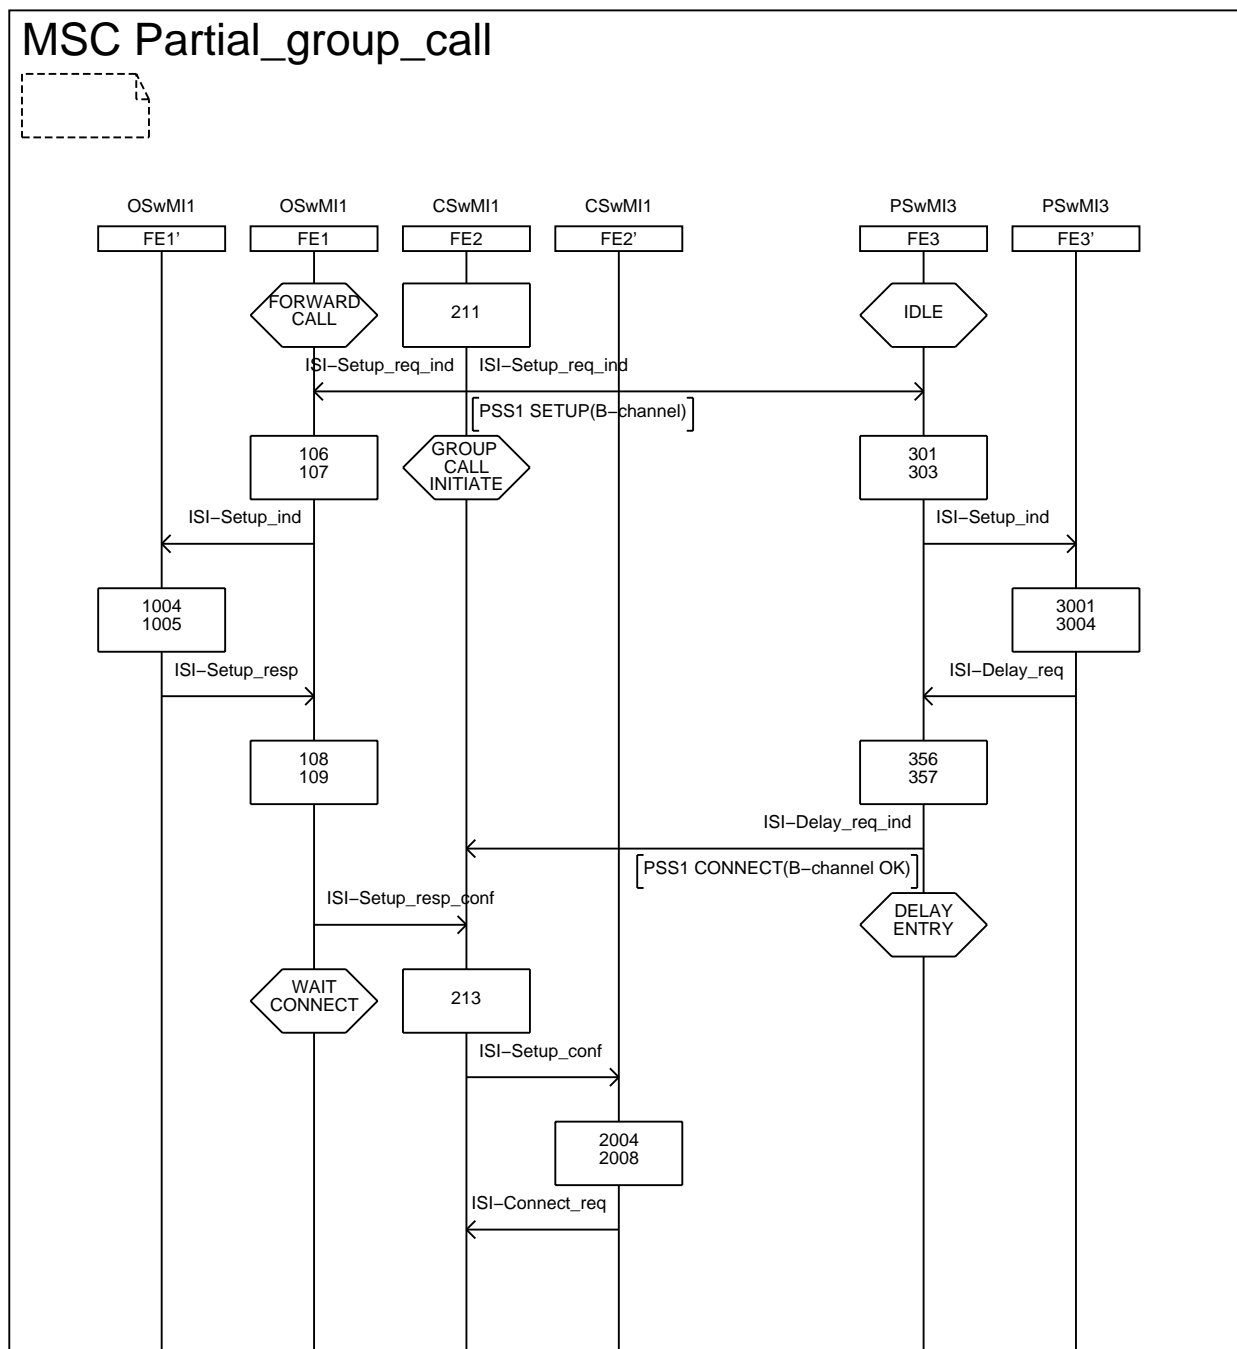 MSC Partial_group_call
OSwMI1 OSwMI1 CSwMI1 CSwMI1 PSwMI3 PSwMI3
FE1' FE1 FE2 FE2' FE3 FE3'
FORWARD
CALL
211
IDLE
ISI-Setup_req_ind ISI-Setup_req_ind
PSS1 SETUP(B-channel)
106
107
GROUP
CALL
INITIATE
301
303
ISI-Setup_ind ISI-Setup_ind
1004
1005
3001
3004
ISI-Setup_resp ISI-Delay_req
108
109
356
357
ISI-Delay_req_ind
PSS1 CONNECT(B-channel OK)
ISI-Setup_resp_conf
DELAY
ENTRY
WAIT
CONNECT
213
ISI-Setup_conf
2004
2008
ISI-Connect_req